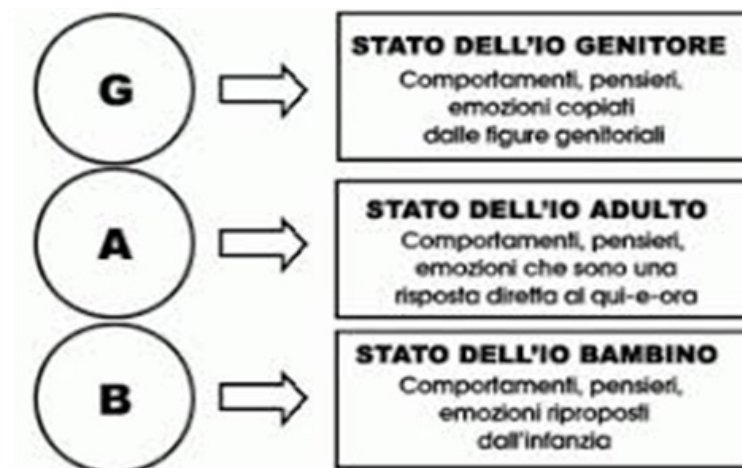 G
STATO DELL'IO GENITORE
Comportamenti, pensieri,
emozioni copiati
dalle figure genitoriali
A
STATO DELL'IO ADULTO
Comportamenti, pensieri,
emozioni che sono una
risposta diretta al qui-e-ora
B
STATO DELL'IO BAMBINO
Comportamenti, pensieri,
emozioni riproposti
dall'infanzia